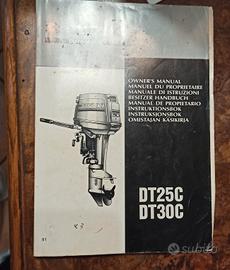 OWNER'S MANUAL
MANUEL DU PROPRIETAIRE
MANUALE DI ISTRUZIONI
BESITZER HANDBUCH
MANUAL DE PROPIETARIO
INSTRUKTIONSBOK
INSTRUKSJONSBOK
OMISTAJAN KÄSIKIRJA
DT25C
DT30C
subito